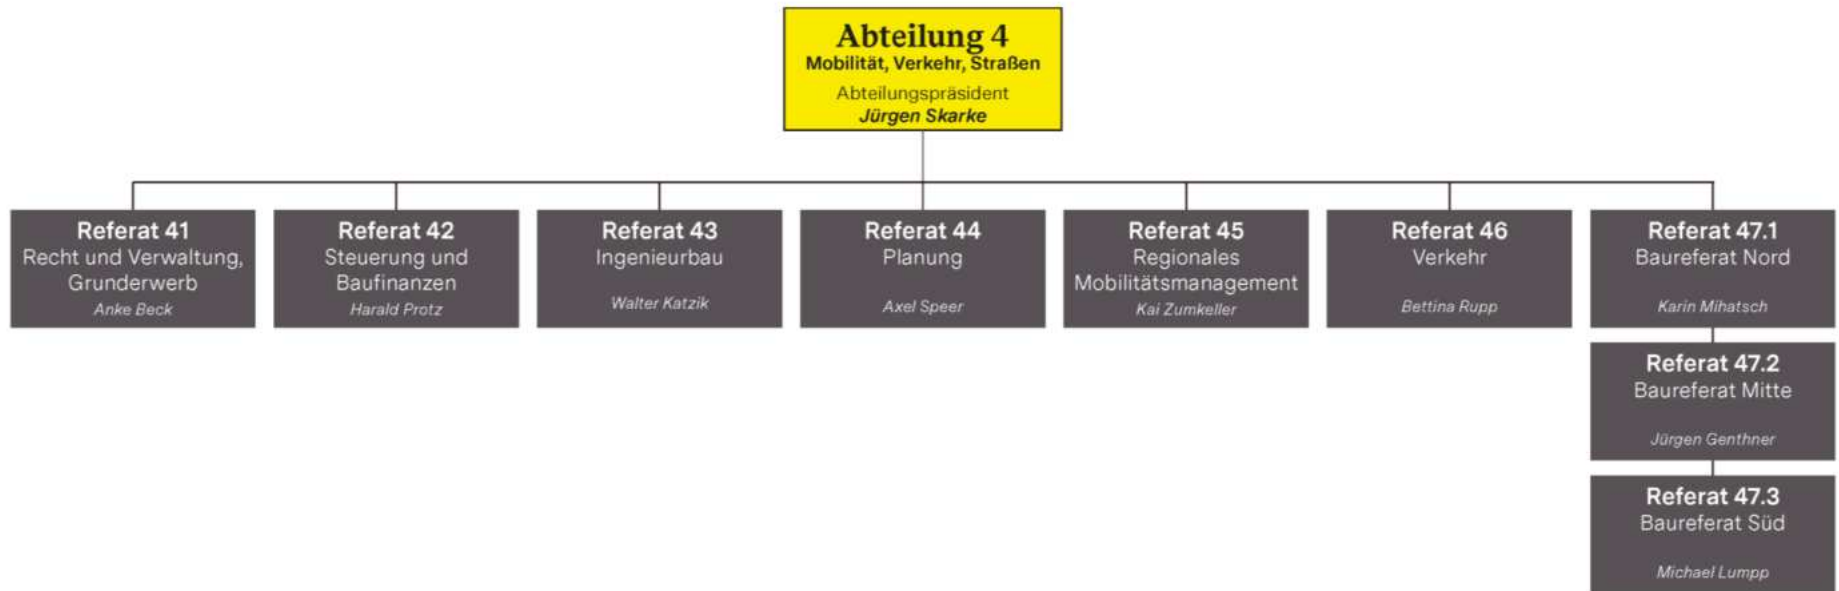 Abteilung 4
Mobilität, Verkehr, Straßen
Abteilungspräsident
Jürgen Skarke
Referat 41
Recht und Verwaltung,
Grunderwerb
Anke Beck
Referat 42
Steuerung und
Baufinanzen
Harald Protz
Referat 43
Ingenieurbau
Walter Katzik
Referat 44
Planung
Axel Speer
Referat 45
Regionales
Mobilitätsmanagement
Kai Zumkeller
Referat 46
Verkehr
Bettina Rupp
Referat 47.1
Baureferat Nord
Karin Mihatsch
Referat 47.2
Baureferat Mitte
Jürgen Genthner
Referat 47.3
Baureferat Süd
Michael Lumpp